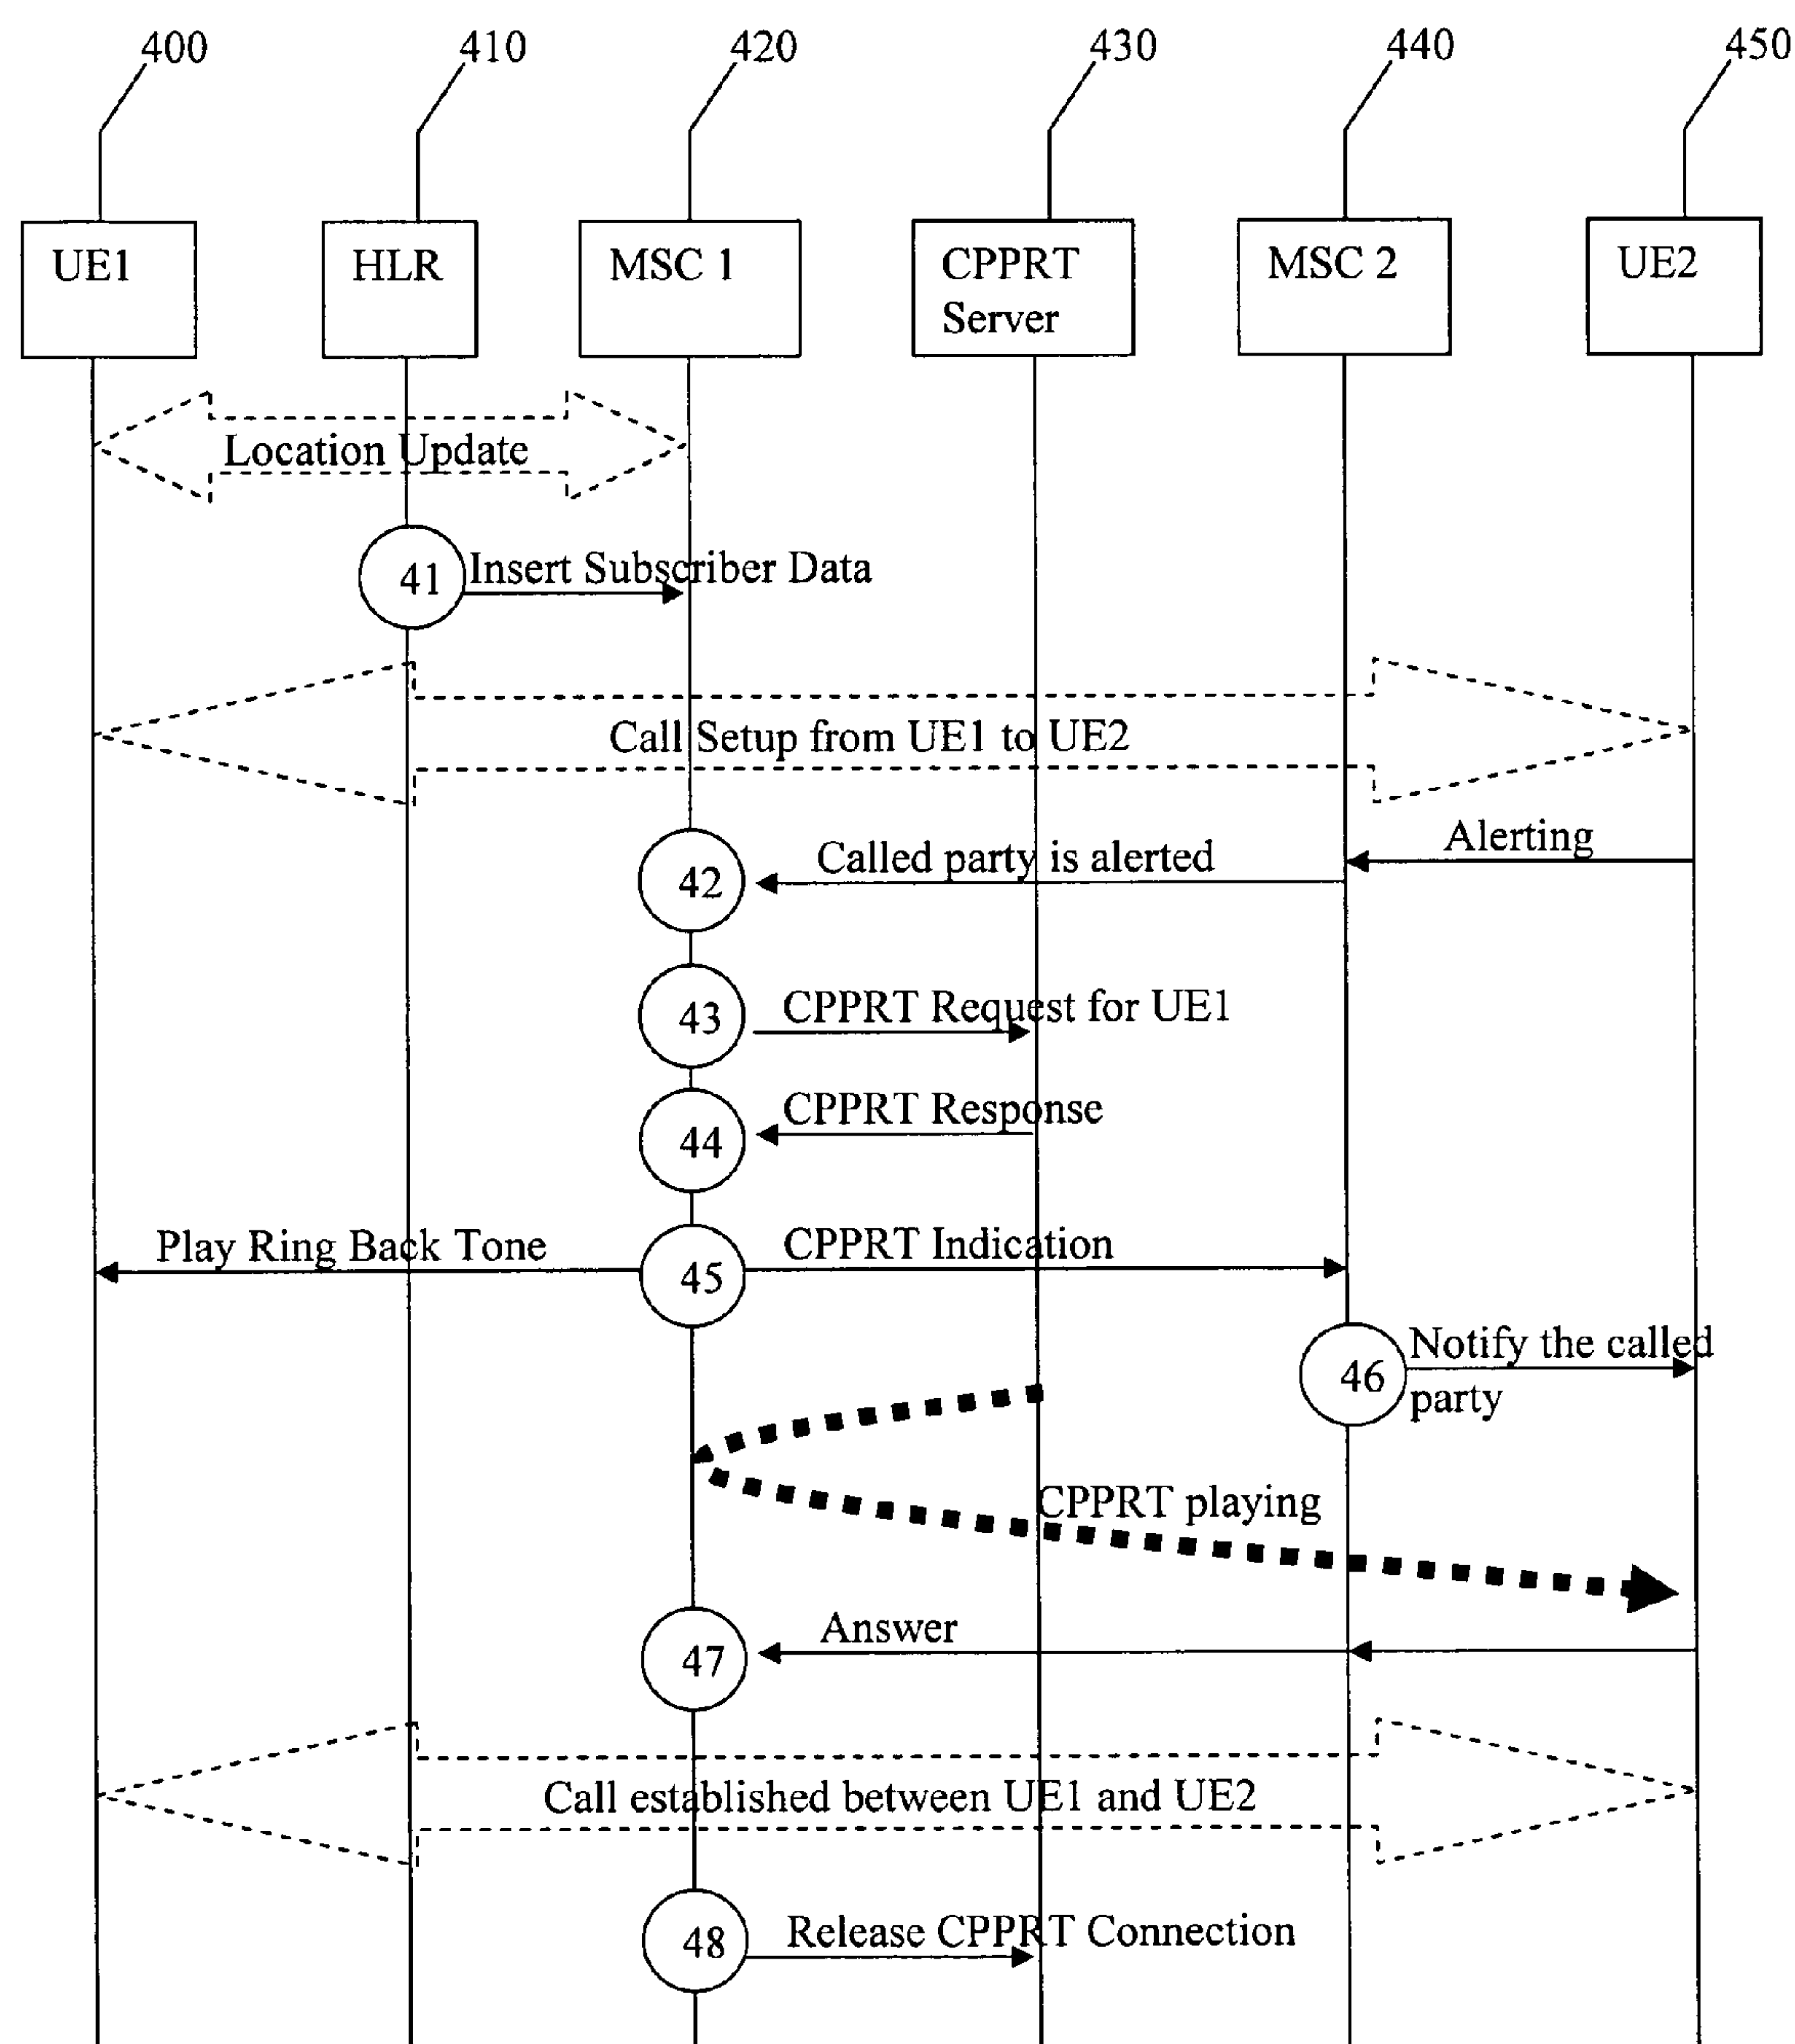 400
410
420
430
440
450
UE1
HLR
MSC 1
CPPRT
Server
MSC 2
UE2
Location Update
41
Insert Subscriber Data
Call Setup from UE1 to UE2
Alerting
Called party is alerted
42
43
CPPRT Request for UE1
CPPRT Response
44
Play Ring Back Tone
45
CPPRT Indication
46
Notify the called
party
CPPRT playing
Answer
47
Call established between UE1 and UE2
48
Release CPPRT Connection